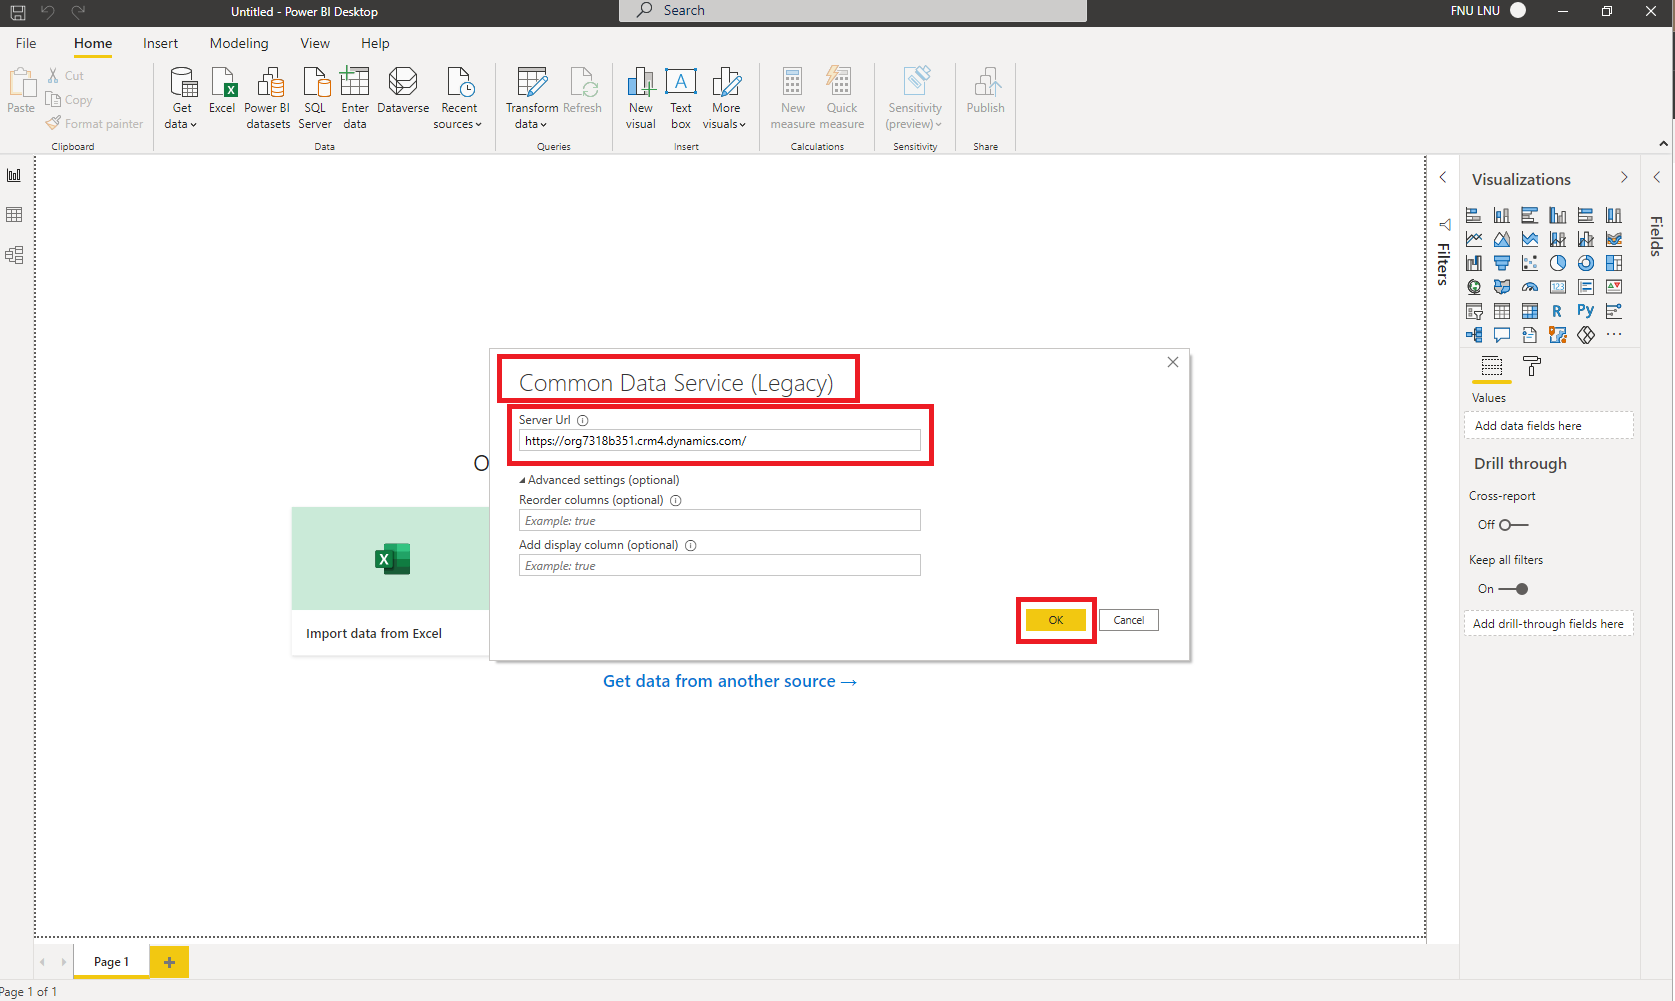 Untitled - Power BI Desktop
Search
FNU LNU
File Home Insert Modeling View Help
Paste
Cut
Copy
Format painter
Clipboard
Get data
Excel
Power BI datasets
SQL Server
Enter data
Dataverse
Recent sources
Data
Transform data
Refresh
Queries
New visual
Text box
More visuals
Insert
New measure
Quick measure
Calculations
Sensitivity (preview)
Sensitivity
Publish
Share
Filters
Visualizations
Fields
123
R
Py
Values
Add data fields here
Drill through
Cross-report
Off
Keep all filters
On
Add drill-through fields here
O
Import data from Excel
Common Data Service (Legacy)
Server Url
https://org7318b351.crm4.dynamics.com/
Advanced settings (optional)
Reorder columns (optional)
Example: true
Add display column (optional)
Example: true
OK
Cancel
Get data from another source →
Page 1
Page 1 of 1